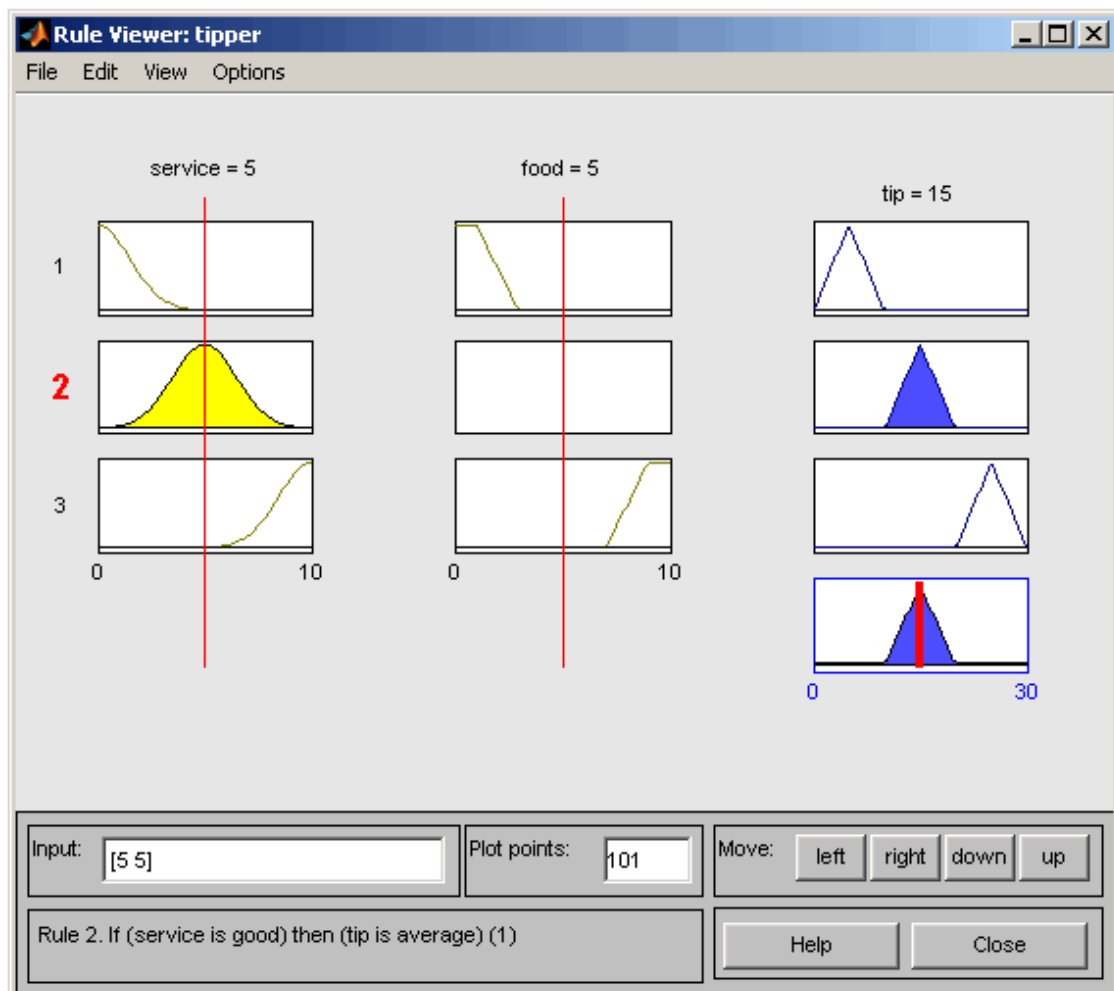 Rule Viewer: tipper
File Edit View Options
service = 5
food = 5
tip = 15
1
2
3
0 10
0 10
0 30
Input: [5 5]
Plot points: 101
Move: left right down up
Rule 2. If (service is good) then (tip is average) (1)
Help Close